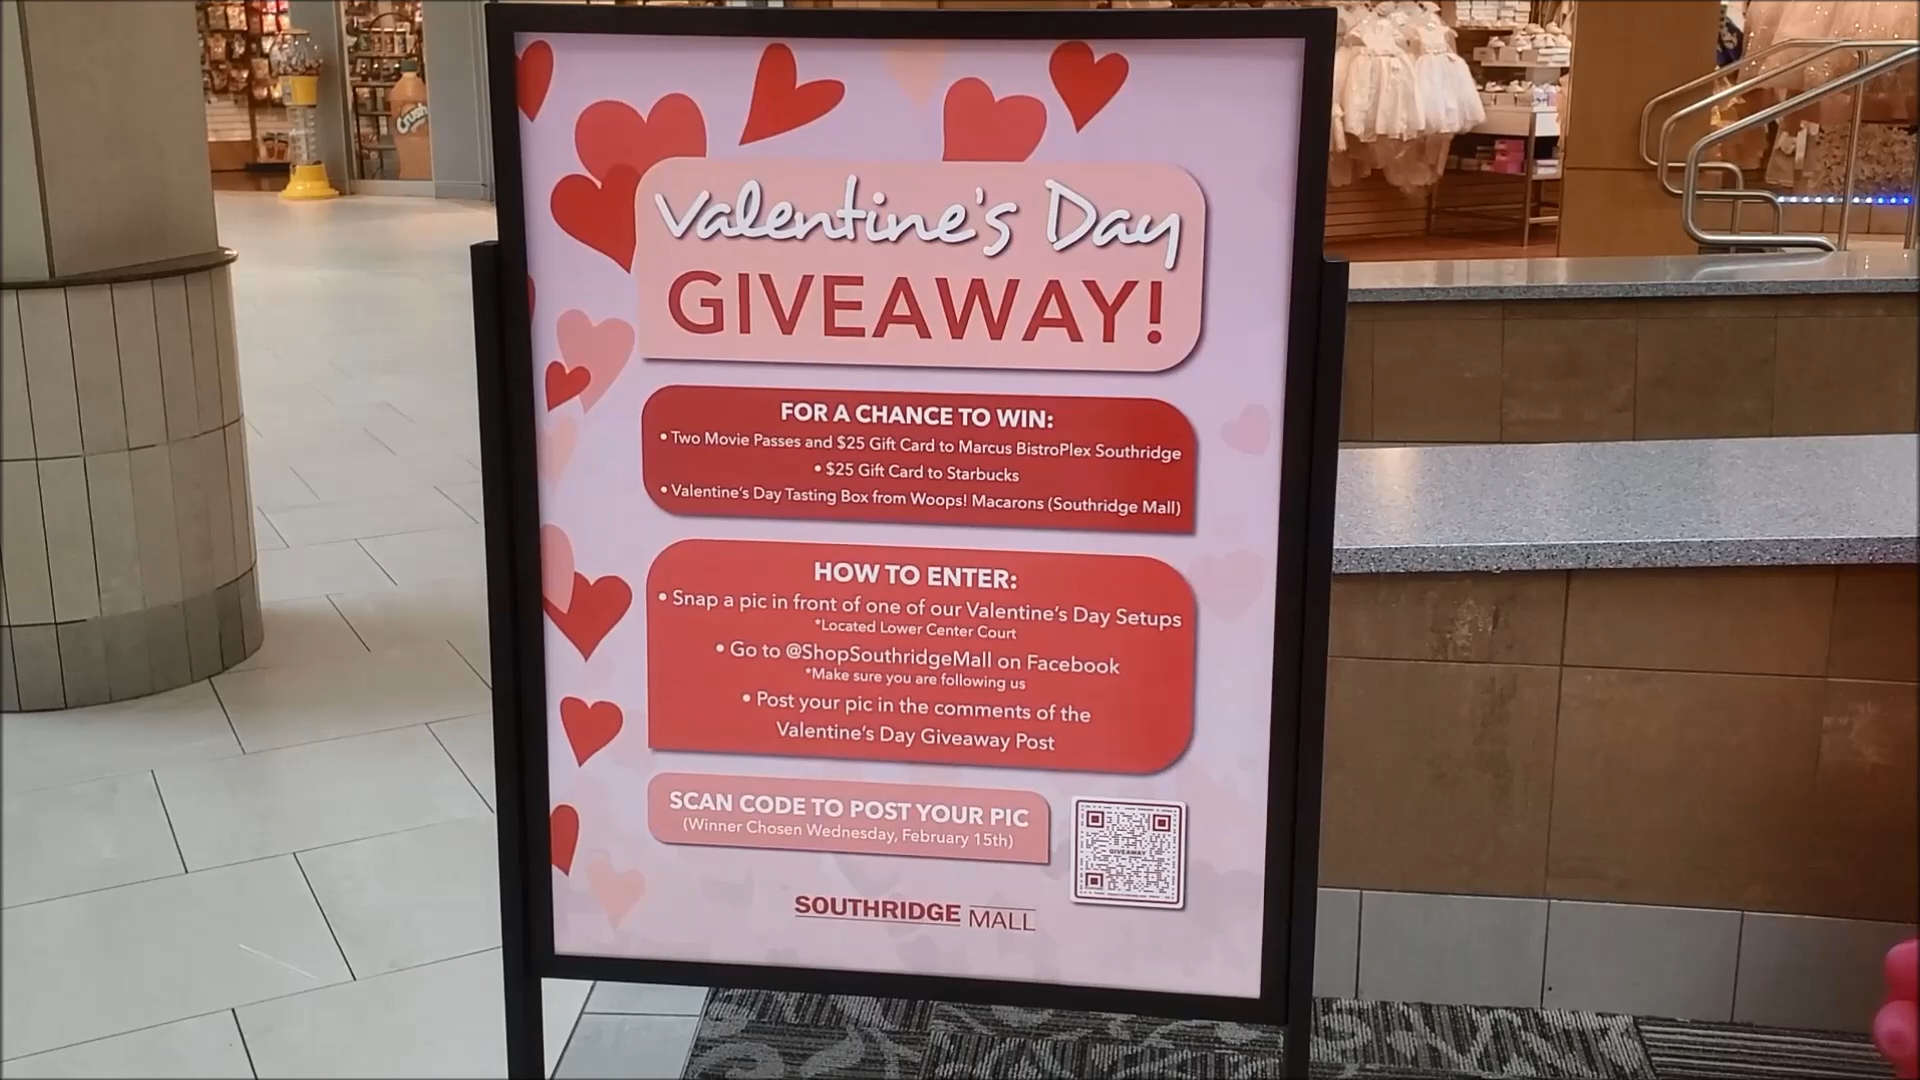 Crush
Valentine's Day
GIVEAWAY!
FOR A CHANCE TO WIN:
• Two Movie Passes and $25 Gift Card to Marcus BistroPlex Southridge
• $25 Gift Card to Starbucks
• Valentine's Day Tasting Box from Woops! Macarons (Southridge Mall)
HOW TO ENTER:
• Snap a pic in front of one of our Valentine's Day Setups
*Located Lower Center Court
• Go to @ShopSouthridgeMall on Facebook
*Make sure you are following us
• Post your pic in the comments of the
Valentine's Day Giveaway Post
SCAN CODE TO POST YOUR PIC
(Winner Chosen Wednesday, February 15th)
GIVEAWAY
SOUTHRIDGE MALL